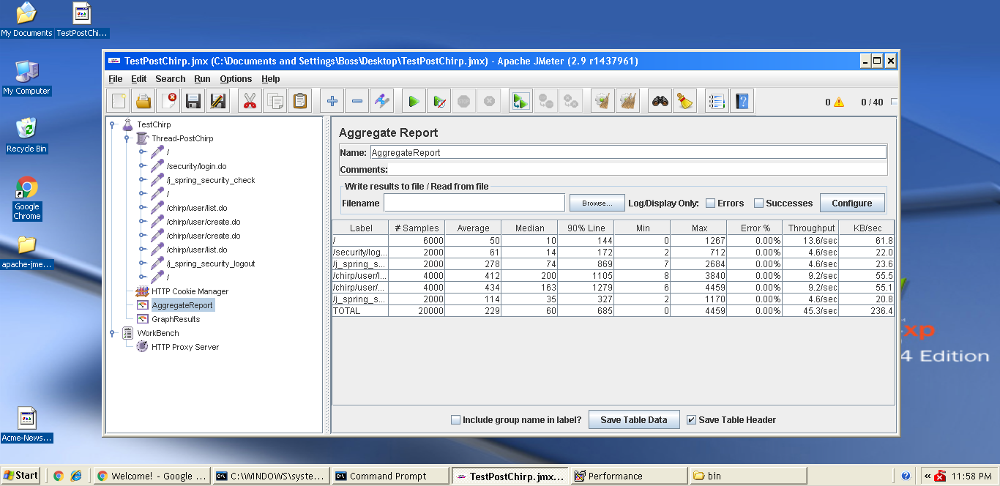 My Documents
TestPostChi...
My Computer
Recycle Bin
Google
Chrome
apache-jme...
Acme-News...
TestPostChirp.jmx (C:\Documents and Settings\Boss\Desktop\TestPostChirp.jmx) - Apache JMeter (2.9 r1437961)
File Edit Search Run Options Help
0 0 / 40
TestChirp
Thread-PostChirp
/
/security/login.do
/j_spring_security_check
/
/chirp/user/list.do
/chirp/user/create.do
/chirp/user/create.do
/chirp/user/list.do
/j_spring_security_logout
/
HTTP Cookie Manager
AggregateReport
GraphResults
WorkBench
HTTP Proxy Server
Aggregate Report
Name: AggregateReport
Comments:
Write results to file / Read from file
Filename Browse... Log/Display Only: Errors Successes Configure
Label # Samples Average Median 90% Line Min Max Error % Throughput KB/sec
/ 6000 50 10 144 0 1267 0.00% 13.6/sec 61.8
/security/log... 2000 61 14 172 2 712 0.00% 4.6/sec 22.0
/j_spring_s... 2000 278 74 869 7 2684 0.00% 4.6/sec 23.6
/chirp/user/l... 4000 412 200 1105 8 3840 0.00% 9.2/sec 55.5
/chirp/user/... 4000 434 163 1279 6 4459 0.00% 9.2/sec 55.1
/j_spring_s... 2000 114 35 327 2 1170 0.00% 4.6/sec 20.8
TOTAL 20000 229 60 685 0 4459 0.00% 45.3/sec 236.4
Include group name in label? Save Table Data Save Table Header
xp
4 Edition
Start Welcome! - Google ... C:\WINDOWS\syste... Command Prompt TestPostChirp.jmx... Performance bin 11:58 PM